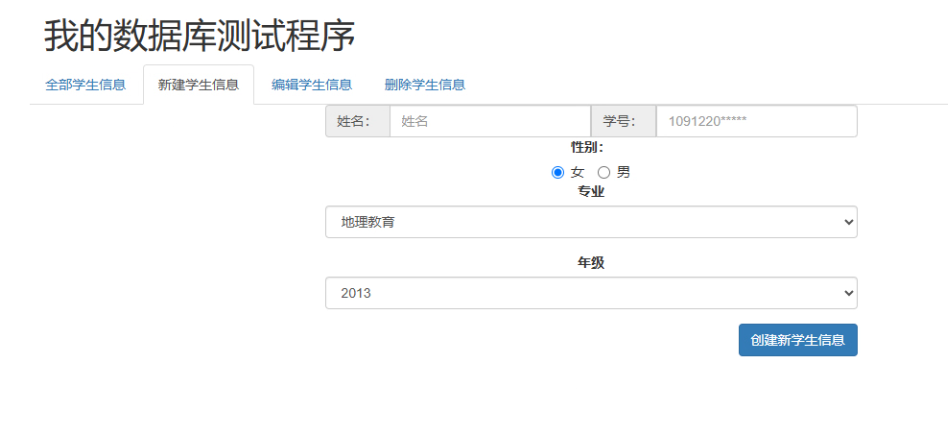 我的数据库测试程序
全部学生信息 新建学生信息 编辑学生信息 删除学生信息
姓名： 姓名 学号： 1091220*****
性别：
女 男
专业
地理教育
年级
2013
创建新学生信息